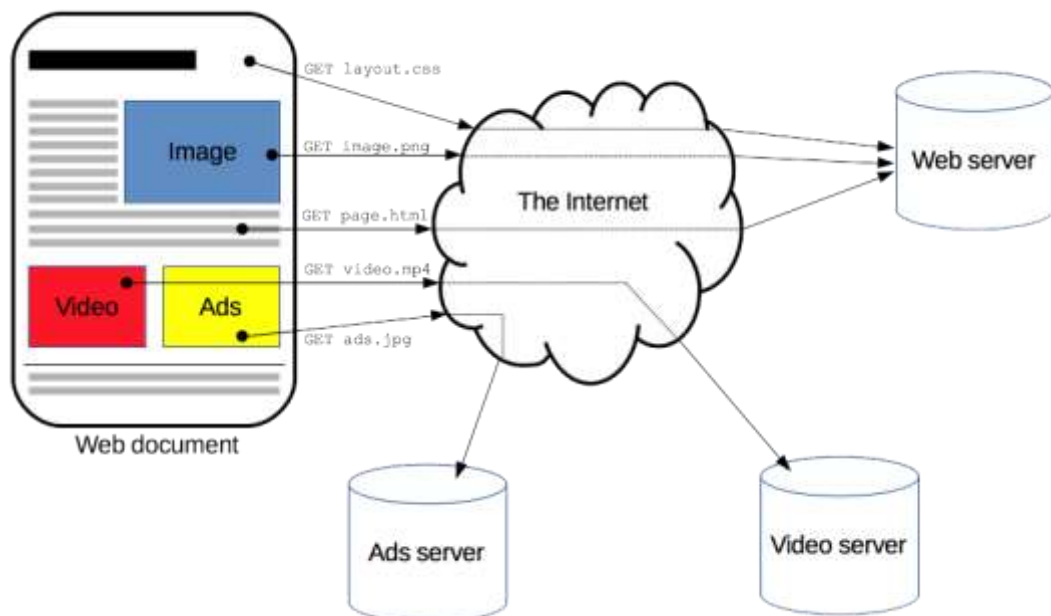 GET layout.css
Image
GET image.png
Web server
The Internet
GET page.html
GET video.mp4
Video
Ads
GET ads.jpg
Web document
Ads server
Video server